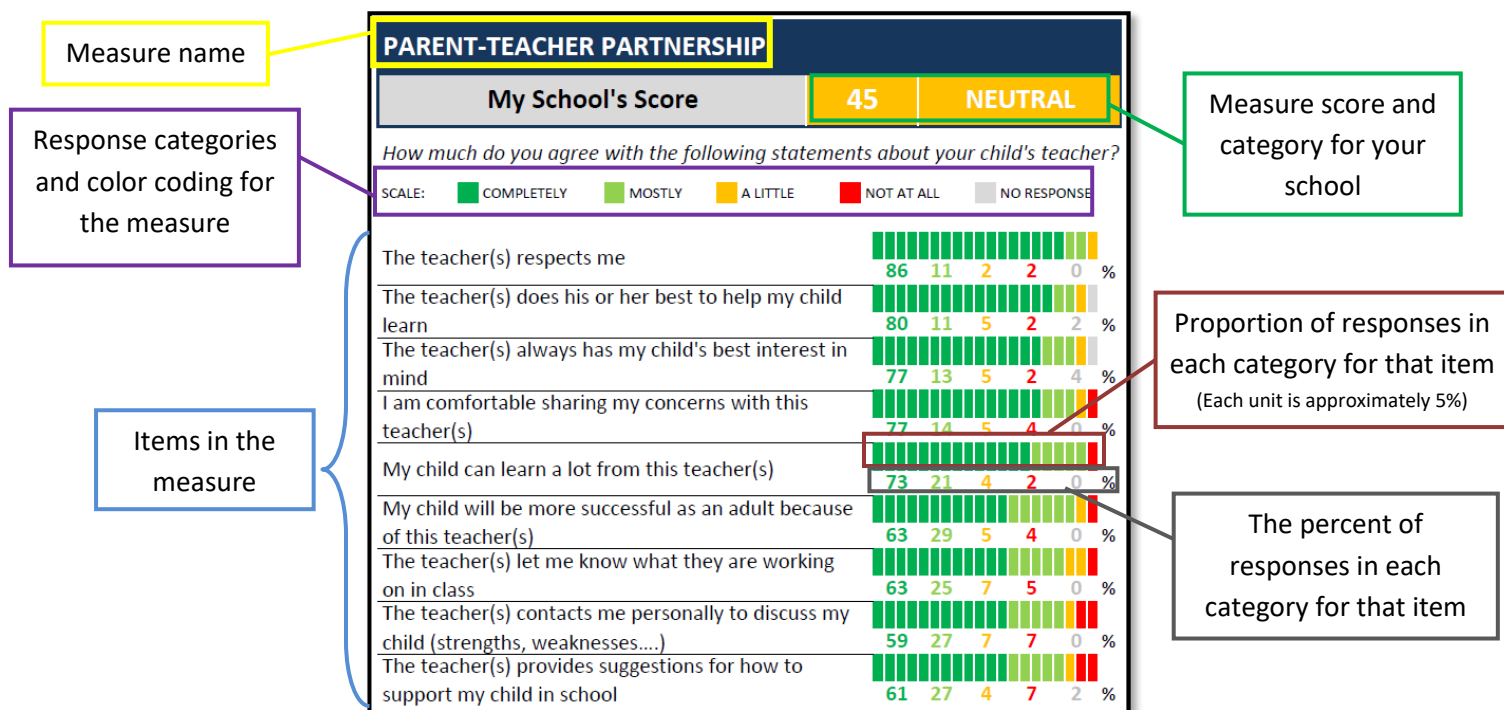 Measure name
PARENT-TEACHER PARTNERSHIP
My School's Score 45 NEUTRAL
Measure score and
category for your
school
Response categories
and color coding for
the measure
How much do you agree with the following statements about your child's teacher?
SCALE: COMPLETELY MOSTLY A LITTLE NOT AT ALL NO RESPONSE
Items in the
measure
The teacher(s) respects me
86 11 2 2 0 %
The teacher(s) does his or her best to help my child
learn
80 11 5 2 2 %
The teacher(s) always has my child's best interest in
mind
77 13 5 2 4 %
I am comfortable sharing my concerns with this
teacher(s)
77 14 5 4 0 %
My child can learn a lot from this teacher(s)
73 21 4 2 0 %
My child will be more successful as an adult because
of this teacher(s)
63 29 5 4 0 %
The teacher(s) let me know what they are working
on in class
63 25 7 5 0 %
The teacher(s) contacts me personally to discuss my
child (strengths, weaknesses....)
59 27 7 7 0 %
The teacher(s) provides suggestions for how to
support my child in school
61 27 4 7 2 %
Proportion of responses in
each category for that item
(Each unit is approximately 5%)
The percent of
responses in each
category for that item